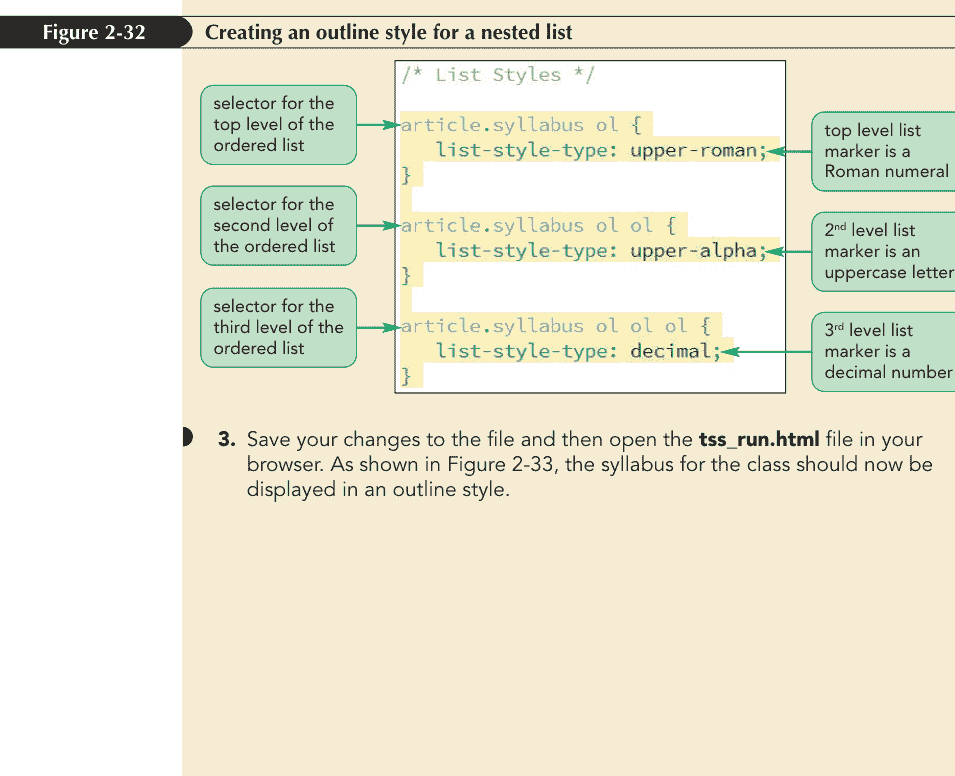 Figure 2-32
Creating an outline style for a nested list
/* List Styles */
selector for the
top level of the
ordered list
article.syllabus ol {
list-style-type: upper-roman;
}
top level list
marker is a
Roman numeral
selector for the
second level of
the ordered list
article.syllabus ol ol {
list-style-type: upper-alpha;
}
2nd level list
marker is an
uppercase letter
selector for the
third level of the
ordered list
article.syllabus ol ol ol {
list-style-type: decimal;
}
3rd level list
marker is a
decimal number
3. Save your changes to the file and then open the tss_run.html file in your
browser. As shown in Figure 2-33, the syllabus for the class should now be
displayed in an outline style.